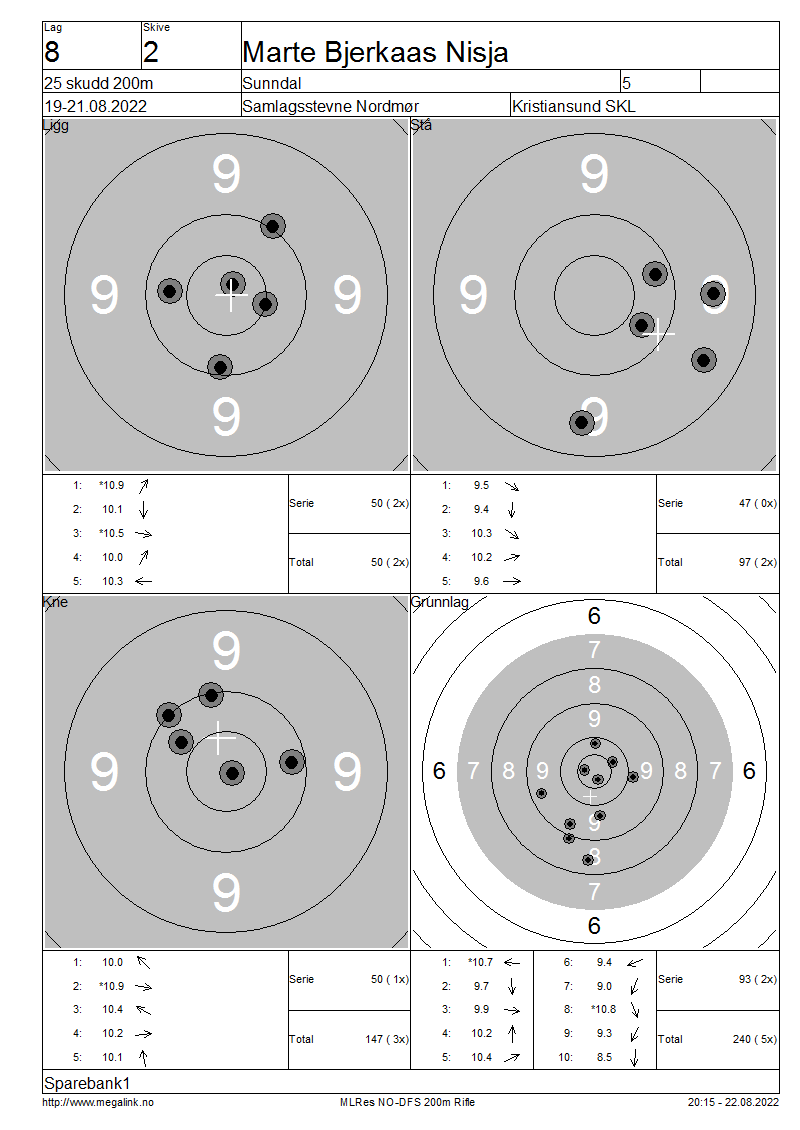 Lag Skive
8 2 Marte Bjerkaas Nisja
25 skudd 200m Sunndal 5
19-21.08.2022 Samlagsstevne Nordmør Kristiansund SKL
Ligg
9
9 9
9
Stå
9
9 9
9
1: *10.9
2: 10.1
3: *10.5
4: 10.0
5: 10.3
Serie 50 ( 2x)
Total 50 ( 2x)
1: 9.5
2: 9.4
3: 10.3
4: 10.2
5: 9.6
Serie 47 ( 0x)
Total 97 ( 2x)
Kne
9
9 9
9
Grunnlag
6
7
8
9
6 7 8 9 9 8 7 6
9
8
7
6
1: 10.0
2: *10.9
3: 10.4
4: 10.2
5: 10.1
Serie 50 ( 1x)
Total 147 ( 3x)
1: *10.7 6: 9.4
2: 9.7 7: 9.0
3: 9.9 8: *10.8
4: 10.2 9: 9.3
5: 10.4 10: 8.5
Serie 93 ( 2x)
Total 240 ( 5x)
Sparebank1
http://www.megalink.no MLRes NO-DFS 200m Rifle 20:15 - 22.08.2022